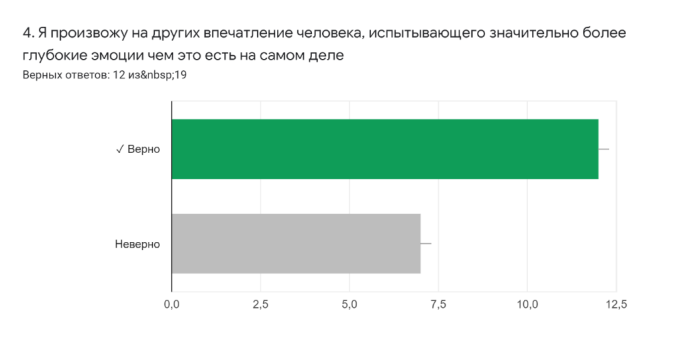 4. Я произвожу на других впечатление человека, испытывающего значительно более
глубокие эмоции чем это есть на самом деле
Верных ответов: 12 из&nbsp;19
✓ Верно
Неверно
0,0 2,5 5,0 7,5 10,0 12,5